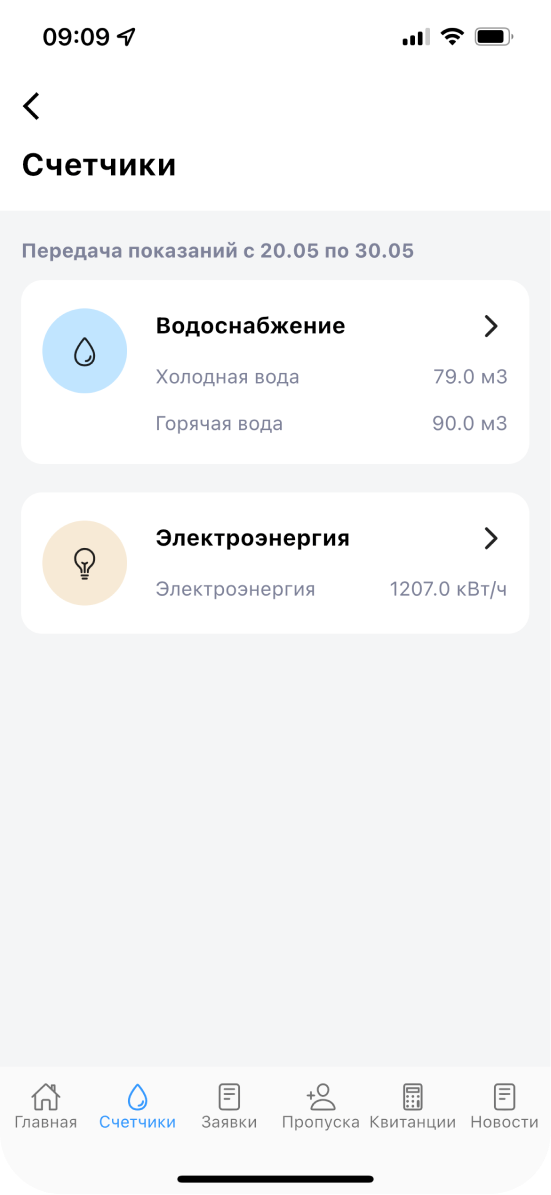 09:09
Счетчики
Передача показаний с 20.05 по 30.05
Водоснабжение
Холодная вода 79.0 м3
Горячая вода 90.0 м3
Электроэнергия
Электроэнергия 1207.0 кВт/ч
Главная Счетчики Заявки Пропуска Квитанции Новости